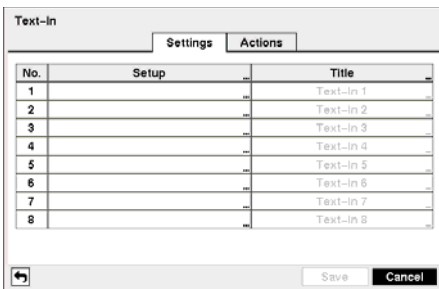 Text-In
Settings Actions
No. Setup ... Title ...
1 ... Text-In 1 ...
2 ... Text-In 2 ...
3 ... Text-In 3 ...
4 ... Text-In 4 ...
5 ... Text-In 5 ...
6 ... Text-In 6 ...
7 ... Text-In 7 ...
8 ... Text-In 8 ...
Save Cancel